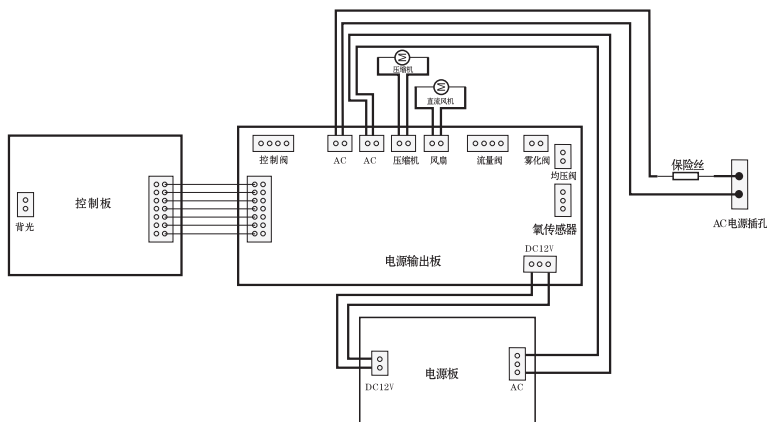 M
压缩机
M
直流风机
控制阀
AC
AC
压缩机
风扇
流量阀
雾化阀
保险丝
均压阀
AC电源插孔
控制板
背光
氧传感器
DC12V
电源输出板
电源板
DC12V
AC